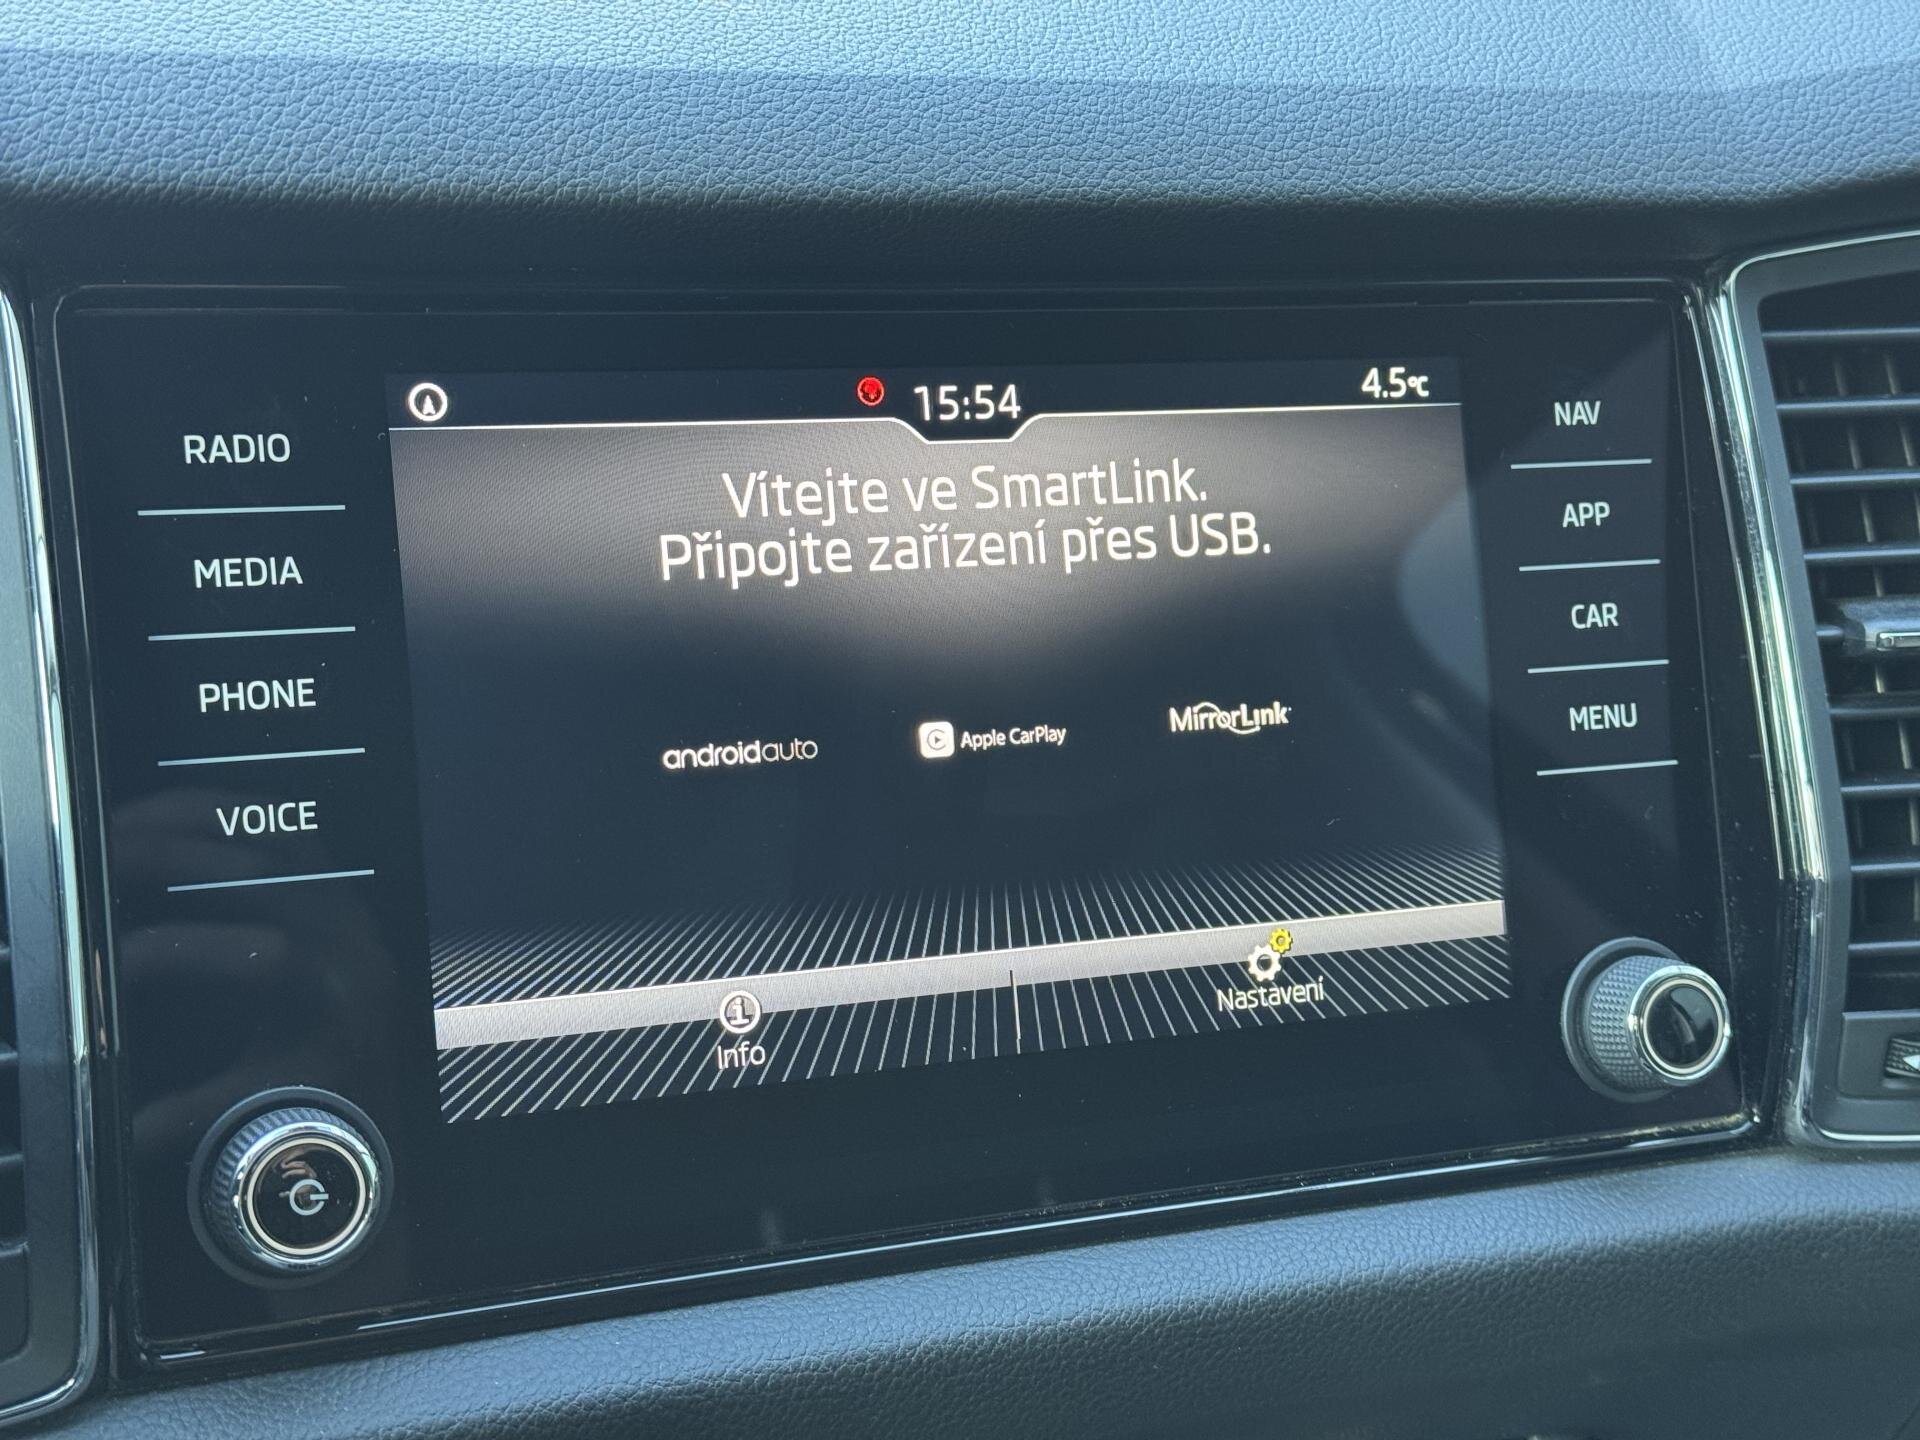 15:54
4.5°C
RADIO
MEDIA
PHONE
VOICE
Vítejte ve SmartLink.
Připojte zařízení přes USB.
androidauto
Apple CarPlay
MirrorLink
Info
Nastavení
NAV
APP
CAR
MENU